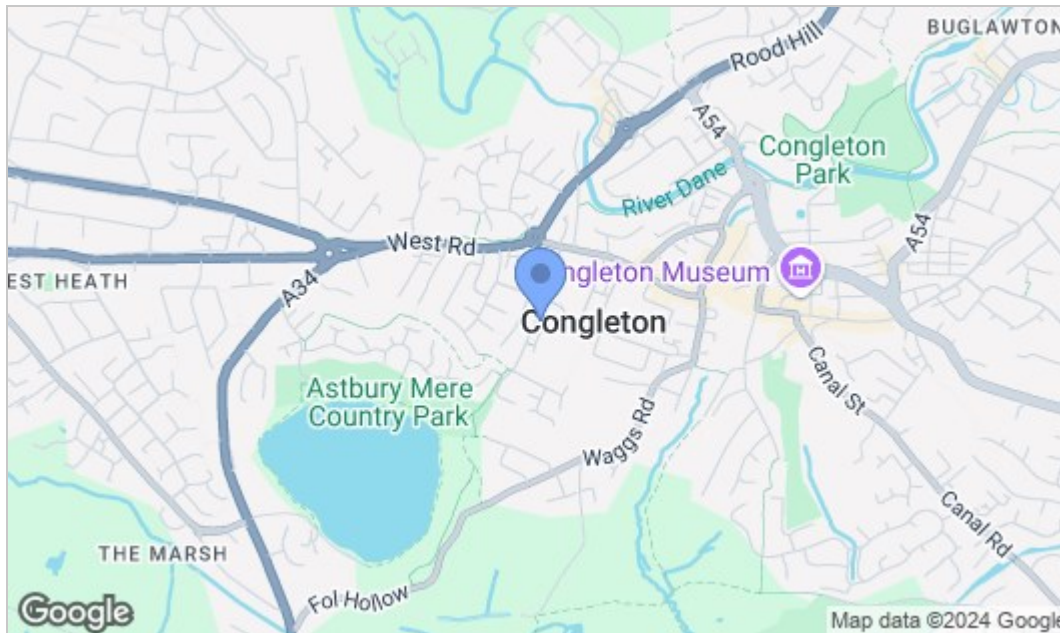 BUGLAWTON
Rood Hill
A54
Congleton
Park
River Dane
A54
West Rd
EST HEATH
A34
ngleton Museum
Congleton
Astbury Mere
Country Park
Canal St
Waggs Rd
Canal Rd
THE MARSH
Fol Hollow
Google
Map data ©2024 Google